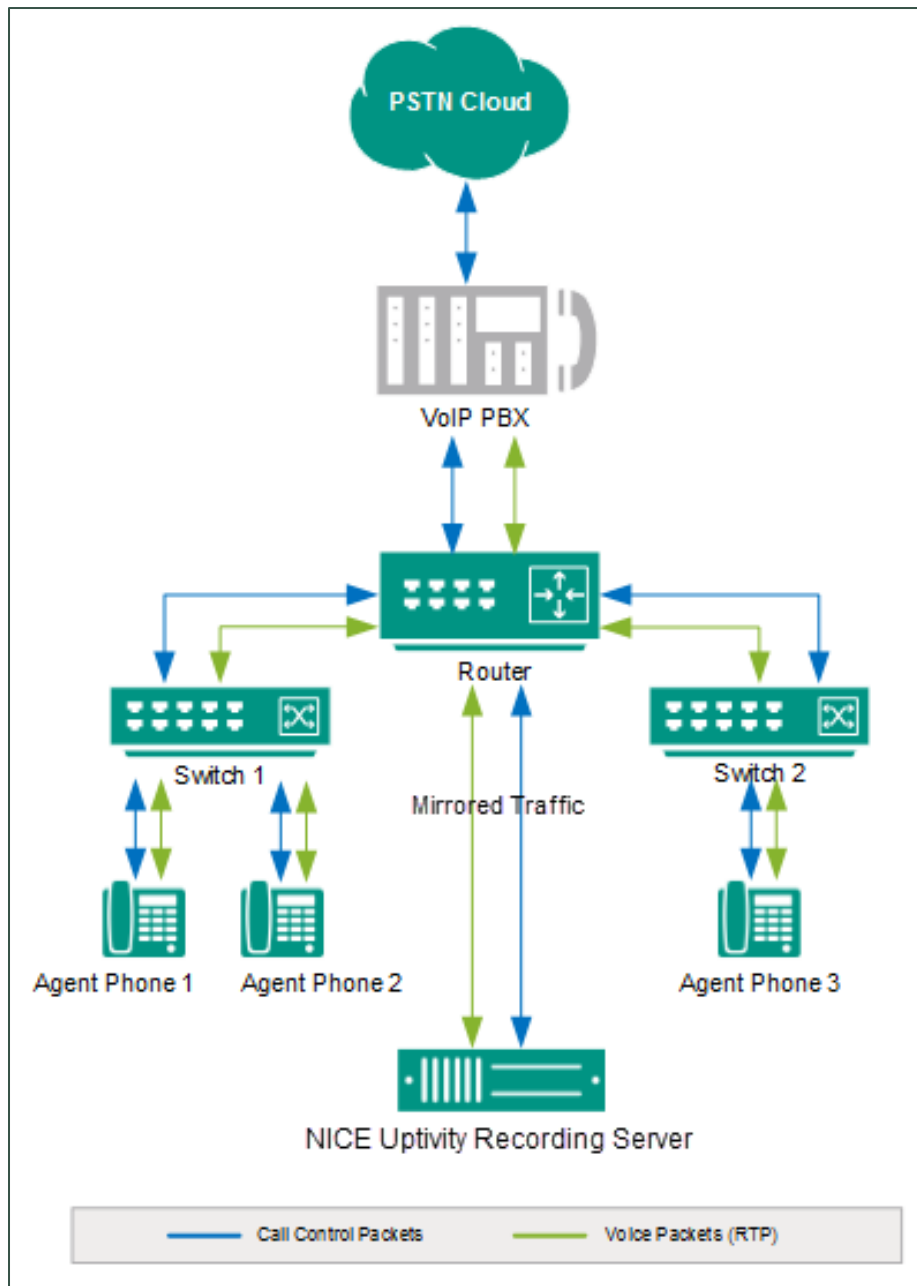 PSTN Cloud
VoIP PBX
Router
Switch 1
Switch 2
Mirrored Traffic
Agent Phone 1
Agent Phone 2
Agent Phone 3
NICE Uptivity Recording Server
Call Control Packets
Voice Packets (RTP)